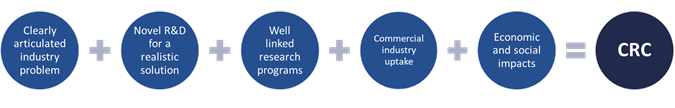 Clearly
articulated
industry
problem
+
Novel R&D
for a
realistic
solution
+
Well
linked
research
programs
+
Commercial
industry
uptake
+
Economic
and social
impacts
=
CRC